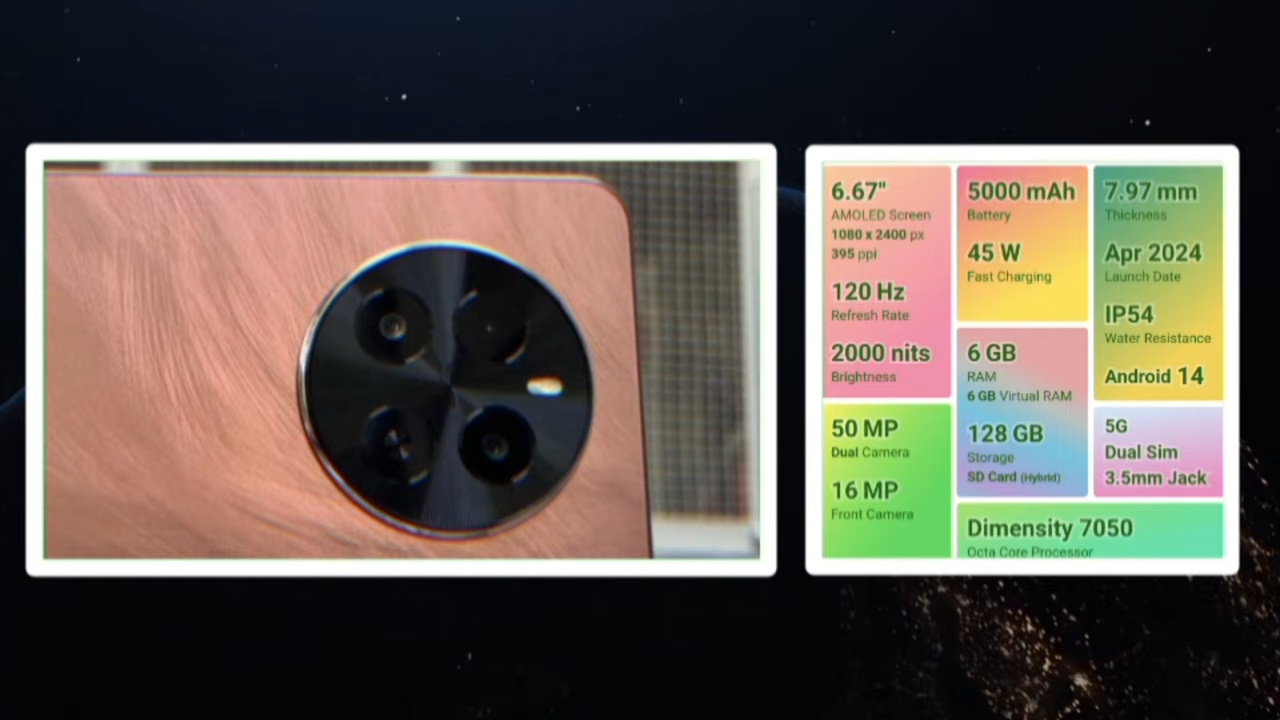 6.67"
AMOLED Screen
1080 x 2400 px
395 ppi
120 Hz
Refresh Rate
2000 nits
Brightness
50 MP
Dual Camera
16 MP
Front Camera
5000 mAh
Battery
45 W
Fast Charging
6 GB
RAM
6 GB Virtual RAM
128 GB
Storage
SD Card (Hybrid)
7.97 mm
Thickness
Apr 2024
Launch Date
IP54
Water Resistance
Android 14
5G
Dual Sim
3.5mm Jack
Dimensity 7050
Octa Core Processor